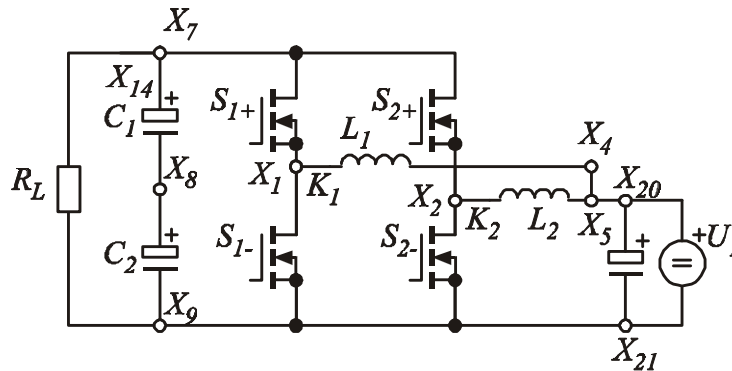 X7
X14
C1
+
S1+
S2+
L1
X4
RL
X8
X1
K1
X2
K2
L2
X5
X20
C2
+
S1-
S2-
+
+
U
X9
X21